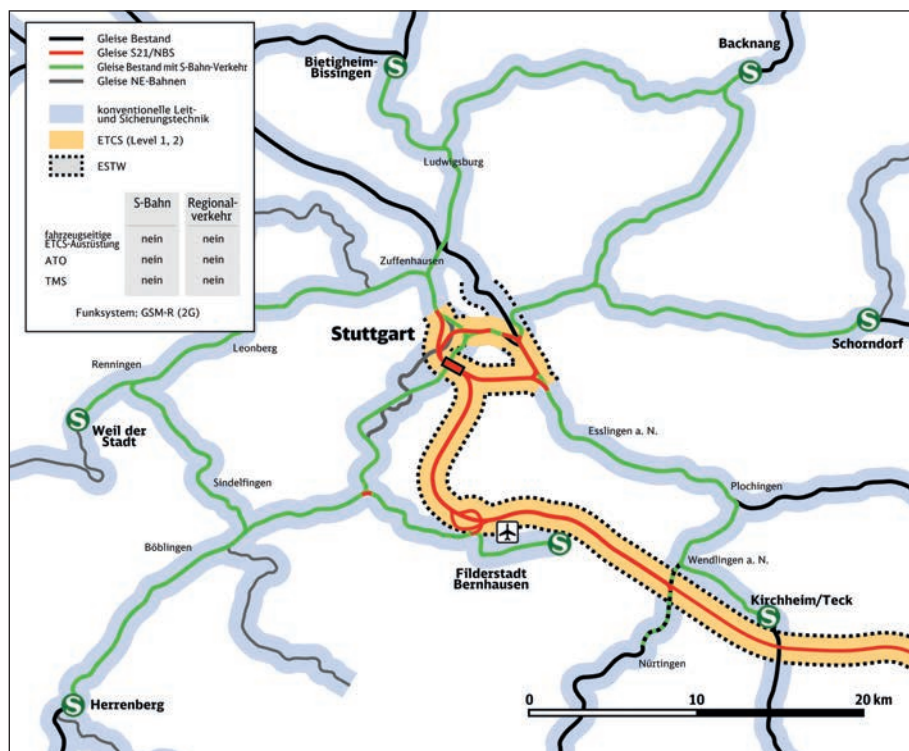 Gleise Bestand
Gleise S21/NBS
Gleise Bestand mit S-Bahn-Verkehr
Gleise NE-Bahnen
konventionelle Leit-
und Sicherungstechnik
ETCS (Level 1, 2)
ESTW
S-Bahn
Regional-
verkehr
fahrzeugseitige
ETCS-Ausrüstung
nein
nein
ATO
nein
nein
TMS
nein
nein
Funksystem: GSM-R (2G)
Bietigheim-
Bissingen
S
Backnang
S
Ludwigsburg
Zuffenhausen
Stuttgart
S
Schorndorf
Leonberg
Renningen
S
Weil der
Stadt
Esslingen a. N.
Sindelfingen
Plochingen
Böblingen
S
Filderstadt
Bernhausen
Wendlingen a. N.
Kirchheim/Teck
S
Nürtingen
S
Herrenberg
0
10
20 km